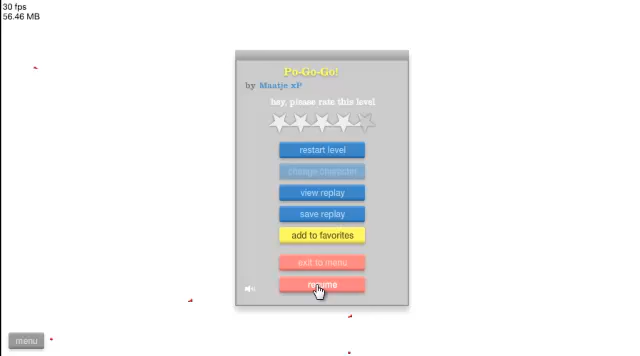 30 fps
56.46 MB
Po-Go-Go!
by Maatje xP
hey, please rate this level
restart level
change character
view replay
save replay
add to favorites
exit to menu
resume
menu